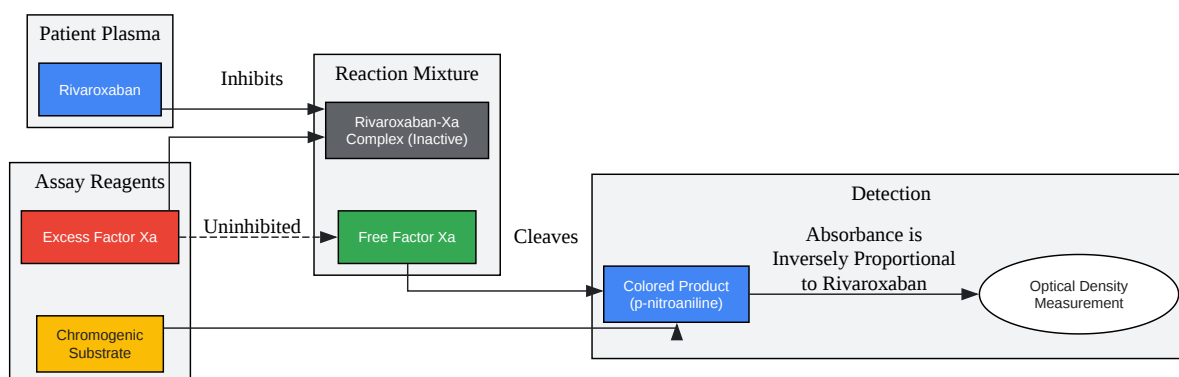 Patient Plasma
Rivaroxaban
Inhibits
Reaction Mixture
Rivaroxaban-Xa
Complex (Inactive)
Assay Reagents
Excess Factor Xa
Uninhibited
Free Factor Xa
Cleaves
Chromogenic
Substrate
Detection
Colored Product
(p-nitroaniline)
Absorbance is
Inversely Proportional
to Rivaroxaban
Optical Density
Measurement